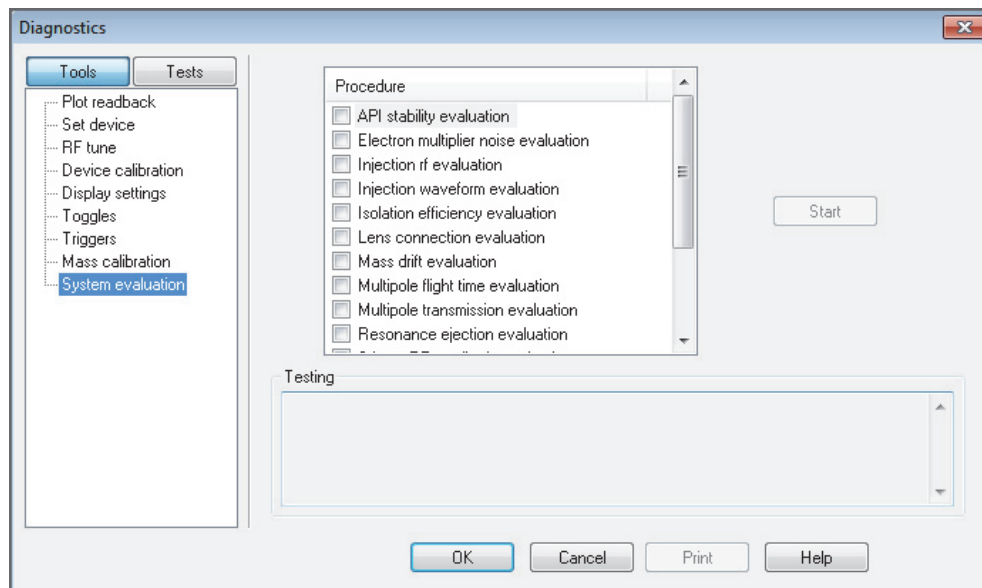 Diagnostics
Tools
Tests
Plot readback
Set device
RF tune
Device calibration
Display settings
Toggles
Triggers
Mass calibration
System evaluation
Procedure
API stability evaluation
Electron multiplier noise evaluation
Injection rf evaluation
Injection waveform evaluation
Isolation efficiency evaluation
Lens connection evaluation
Mass drift evaluation
Multipole flight time evaluation
Multipole transmission evaluation
Resonance ejection evaluation
Start
Testing
OK
Cancel
Print
Help